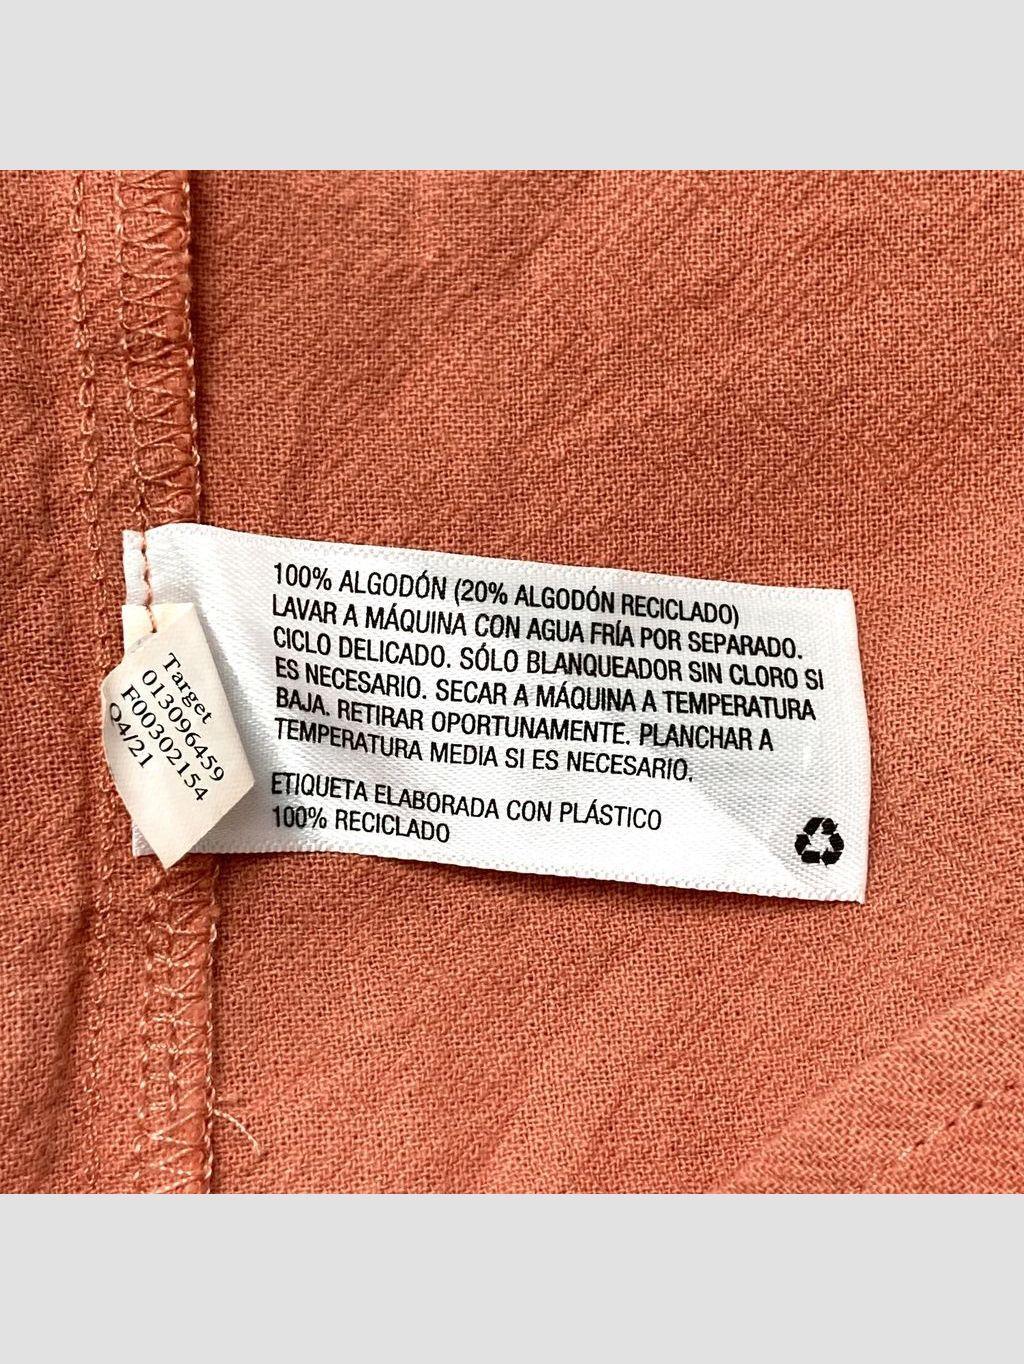 100% ALGODÓN (20% ALGODÓN RECICLADO)
LAVAR A MÁQUINA CON AGUA FRÍA POR SEPARADO.
CICLO DELICADO. SÓLO BLANQUEADOR SIN CLORO SI
ES NECESARIO. SECAR A MÁQUINA A TEMPERATURA
BAJA. RETIRAR OPORTUNAMENTE. PLANCHAR A
TEMPERATURA MEDIA SI ES NECESARIO.
ETIQUETA ELABORADA CON PLÁSTICO
100% RECICLADO
Target
013096459
F00302154
Q4/21